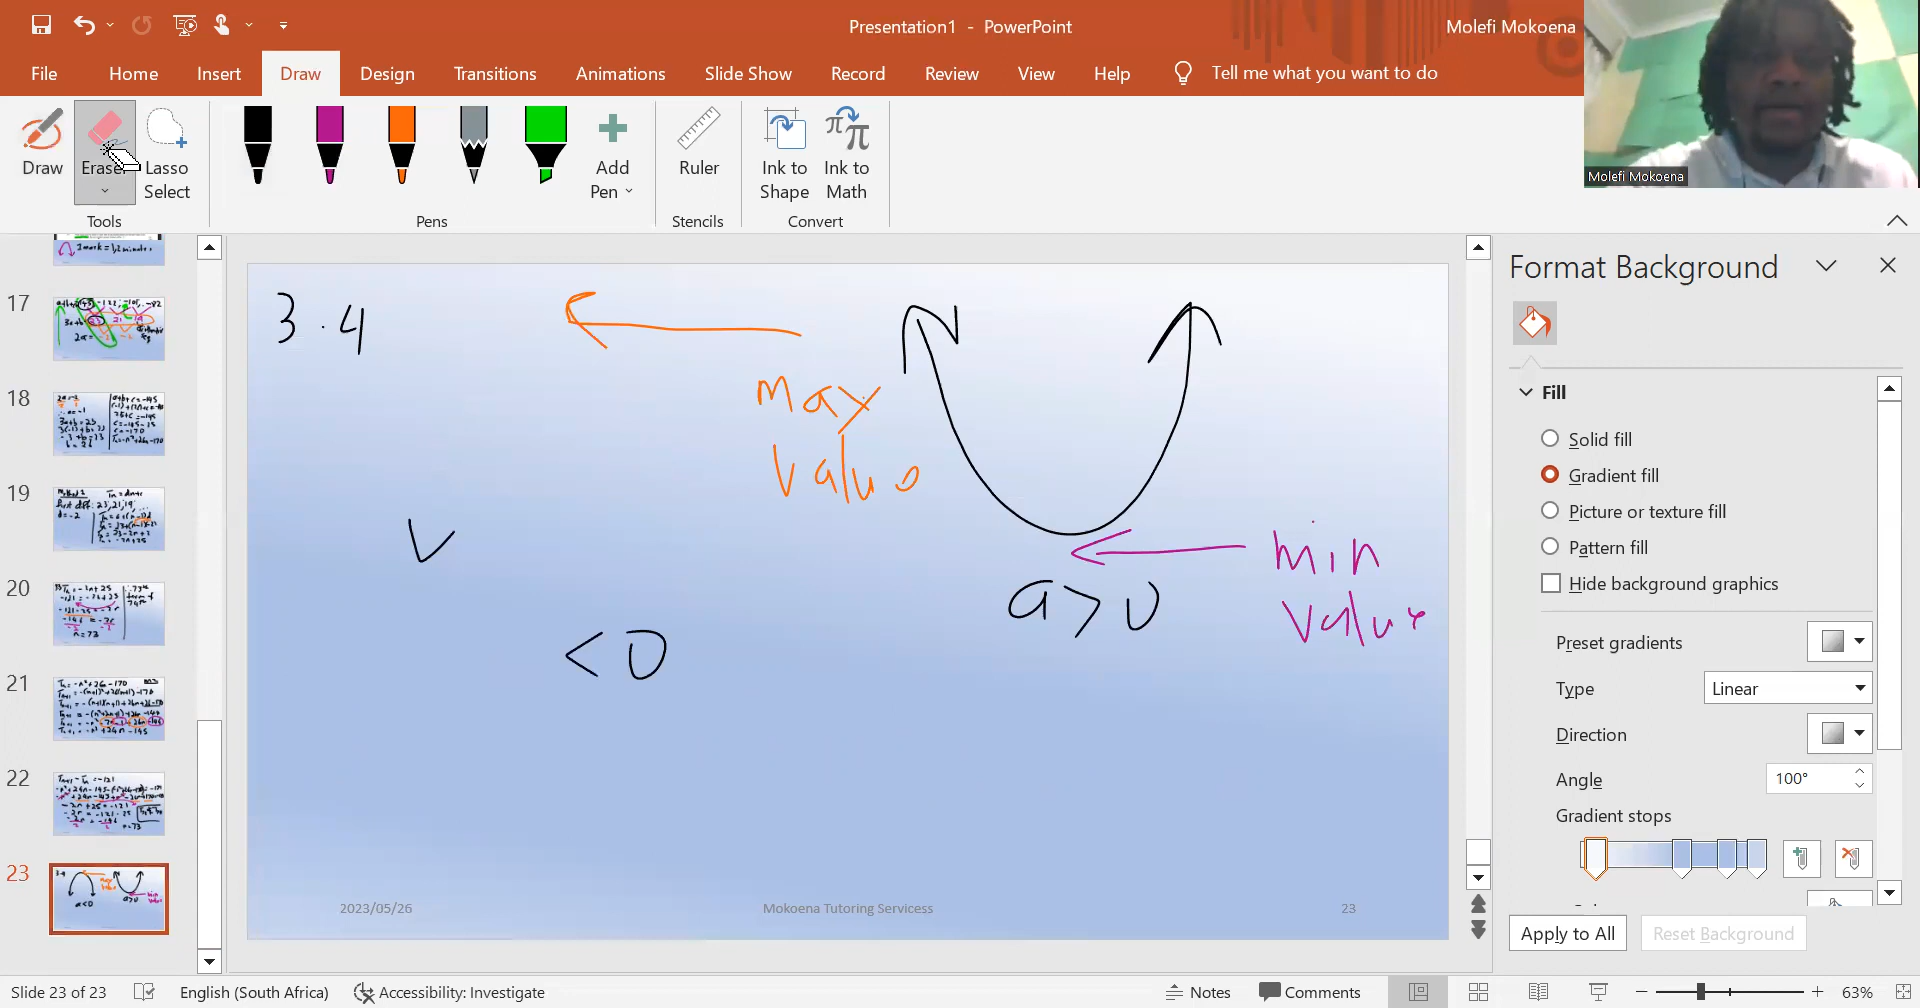 Presentation1 - PowerPoint
Molefi Mokoena
File Home Insert Draw Design Transitions Animations Slide Show Record Review View Help Tell me what you want to do
Draw
Erase
Lasso Select
Add Pen
Ruler
Ink to Shape
Ink to Math
Tools Pens Stencils Convert
Molefi Mokoena
17
18
19
20
21
22
23
3.4
max
value
min
value
a>0
<0
2023/05/26 Mokoena Tutoring Servicess 23
Format Background
Fill
Solid fill
Gradient fill
Picture or texture fill
Pattern fill
Hide background graphics
Preset gradients
Type Linear
Direction
Angle 100°
Gradient stops
Apply to All Reset Background
Slide 23 of 23 English (South Africa) Accessibility: Investigate Notes Comments 63%